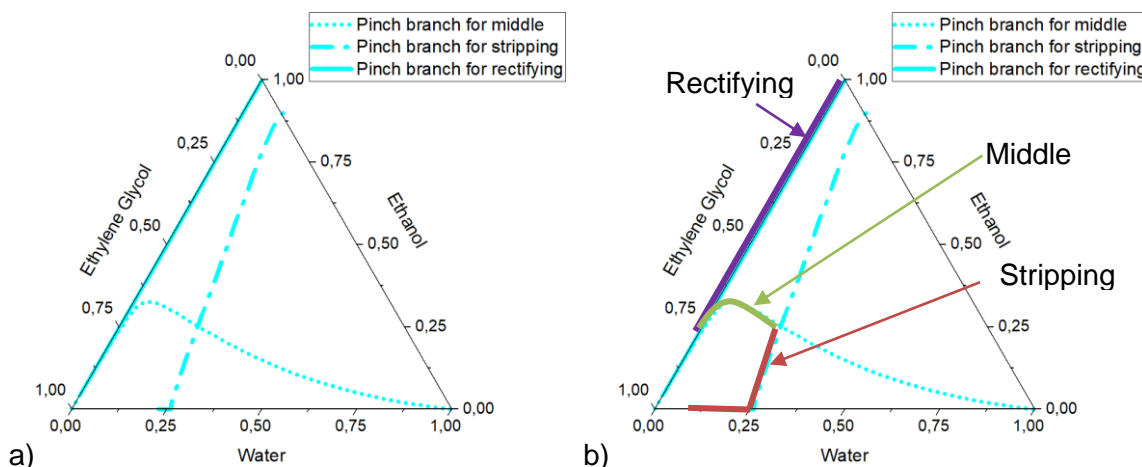 Pinch branch for middle
Pinch branch for stripping
Pinch branch for rectifying
0,00
1,00
0,25
0,75
Ethylene Glycol
Ethanol
0,50
0,50
0,75
0,25
1,00
0,00
0,00
0,25
0,50
0,75
1,00
Water
a)
Pinch branch for middle
Pinch branch for stripping
Pinch branch for rectifying
0,00
1,00
Rectifying
0,25
0,75
Middle
Ethylene Glycol
Ethanol
0,50
0,50
Stripping
0,75
0,25
1,00
0,00
0,00
0,25
0,50
0,75
1,00
Water
b)